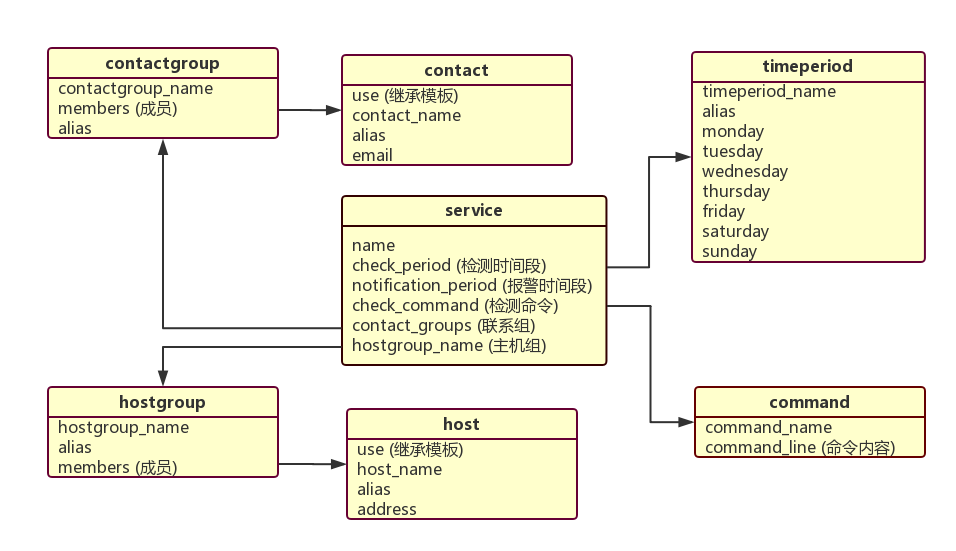 contactgroup
contactgroup_name
members (成员)
alias
contact
use (继承模板)
contact_name
alias
email
timeperiod
timeperiod_name
alias
monday
tuesday
wednesday
thursday
friday
saturday
sunday
service
name
check_period (检测时间段)
notification_period (报警时间段)
check_command (检测命令)
contact_groups (联系组)
hostgroup_name (主机组)
hostgroup
hostgroup_name
alias
members (成员)
host
use (继承模板)
host_name
alias
address
command
command_name
command_line (命令内容)